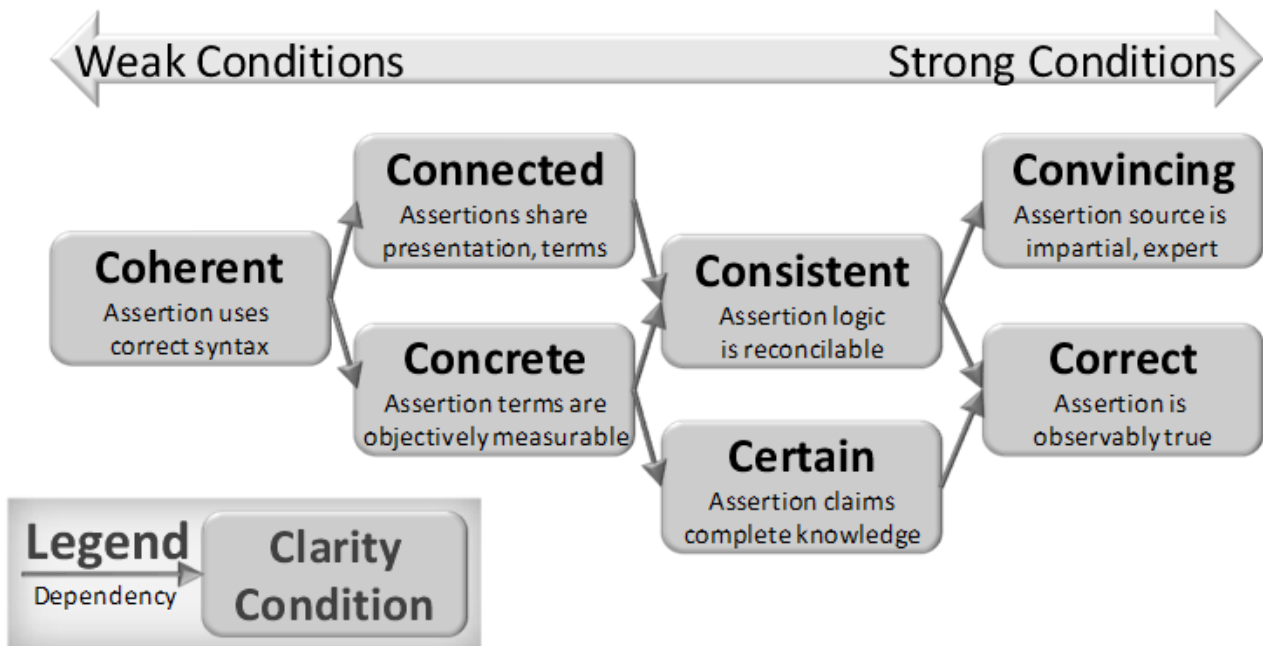 Weak Conditions
Strong Conditions
Coherent
Assertion uses
correct syntax
Connected
Assertions share
presentation, terms
Concrete
Assertion terms are
objectively measurable
Consistent
Assertion logic
is reconcilable
Certain
Assertion claims
complete knowledge
Convincing
Assertion source is
impartial, expert
Correct
Assertion is
observably true
Legend
Dependency
Clarity
Condition